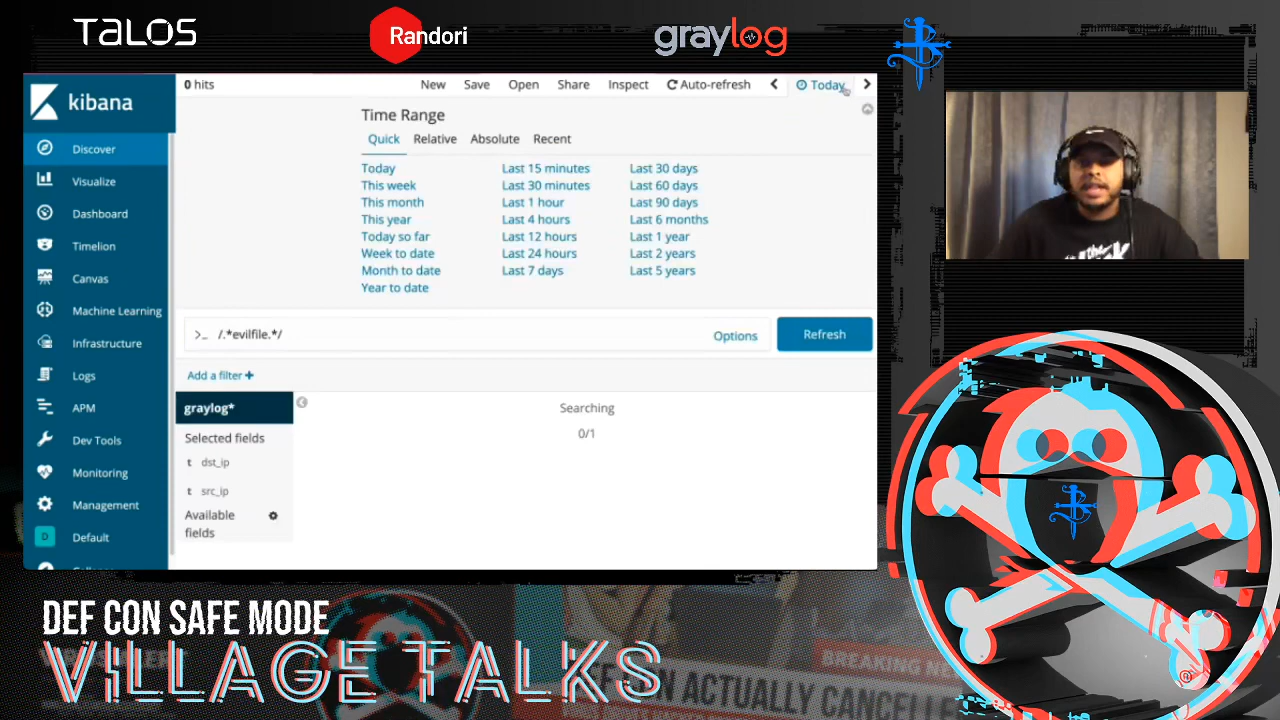 TALOS
Randori
graylog
kibana
Discover
Visualize
Dashboard
Timelion
Canvas
Machine Learning
Infrastructure
Logs
APM
Dev Tools
Monitoring
Management
D Default
0 hits
New Save Open Share Inspect Auto-refresh Today
Time Range
Quick Relative Absolute Recent
Today Last 15 minutes Last 30 days
This week Last 30 minutes Last 60 days
This month Last 1 hour Last 90 days
This year Last 4 hours Last 6 months
Today so far Last 12 hours Last 1 year
Week to date Last 24 hours Last 2 years
Month to date Last 7 days Last 5 years
Year to date
>_ /.*evilfile.*/ Options Refresh
Add a filter +
graylog*
Selected fields
t dst_ip
t src_ip
Available
fields
Searching
0/1
DEF CON SAFE MODE
VILLAGE TALKS
BREAKING
ACTUALLY